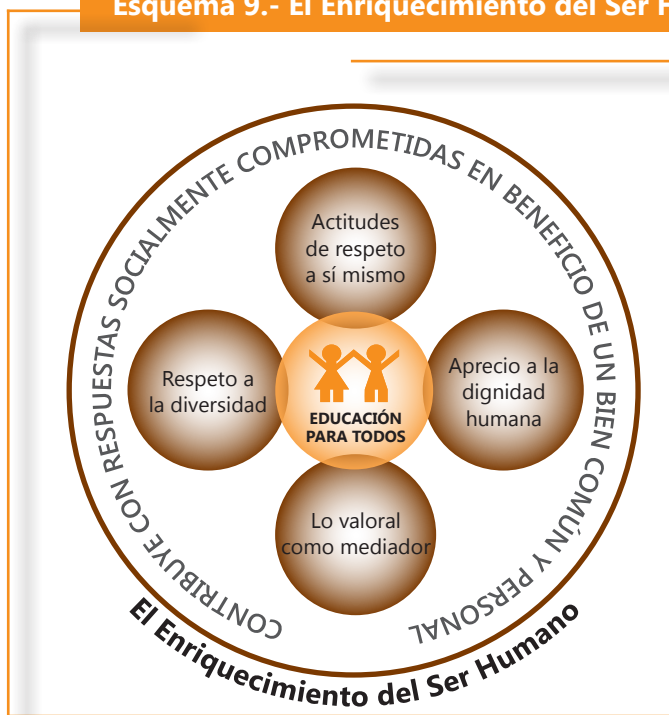 Esquema 9.- El Enriquecimiento del Ser H
CONTRIBUYE CON RESPUESTAS SOCIALMENTE COMPROMETIDAS EN BENEFICIO DE UN BIEN COMÚN Y PERSONAL
Actitudes
de respeto
a sí mismo
Respeto a
la diversidad
EDUCACIÓN
PARA TODOS
Aprecio a la
dignidad
humana
Lo valoral
como mediador
El Enriquecimiento del Ser Humano